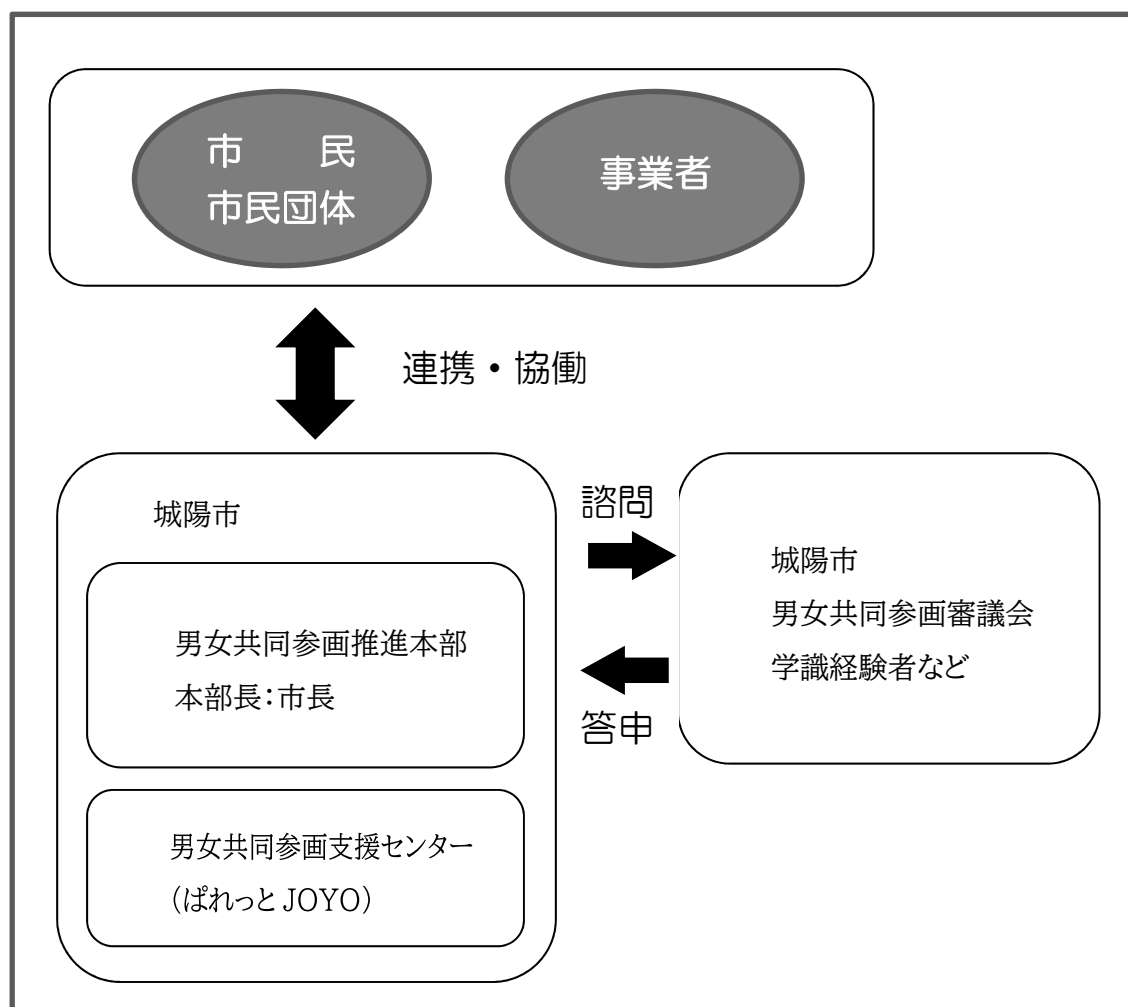 市　　民
市民団体
事業者
連携・協働
城陽市
男女共同参画推進本部
本部長：市長
男女共同参画支援センター
（ぱれっとJOYO）
諮問
答申
城陽市
男女共同参画審議会
学識経験者など